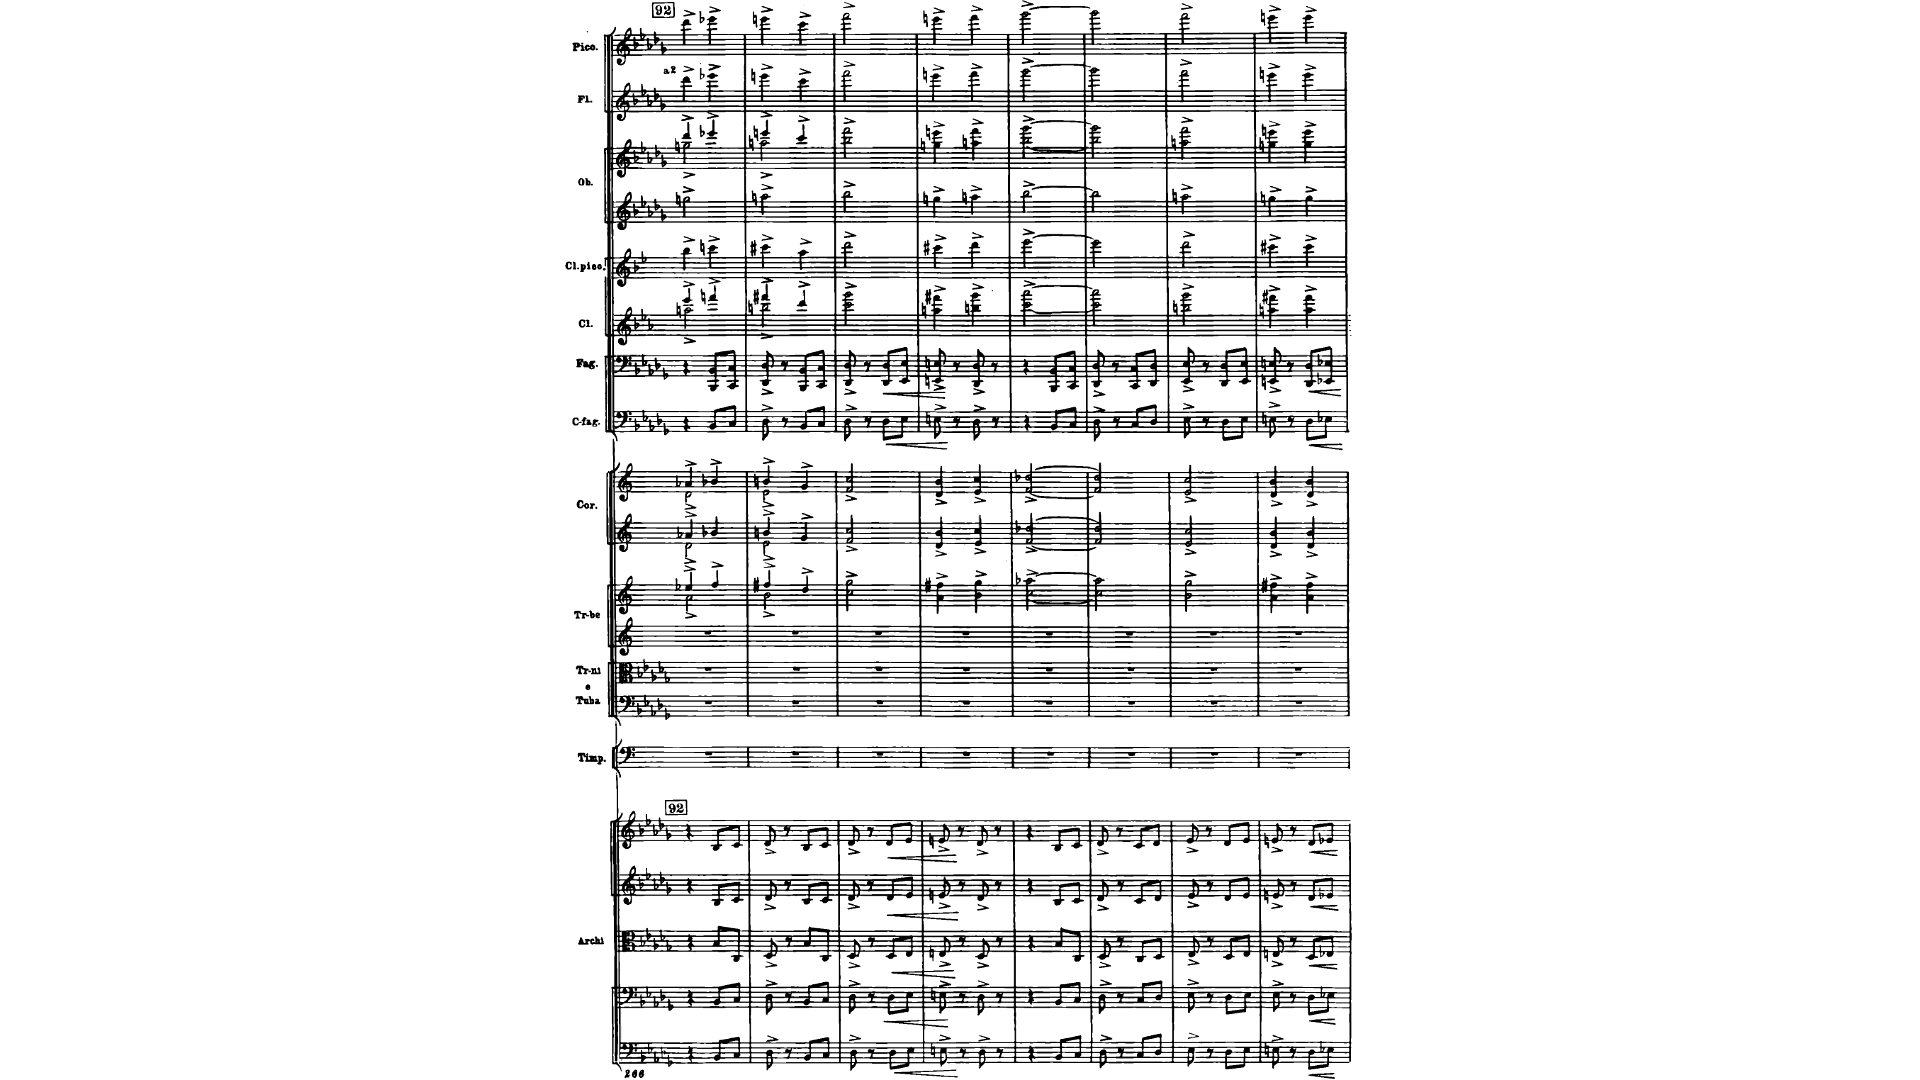 92
Picc.
a2
Fl.
Ob.
Cl.picc.
Cl.
Fag.
C-fag.
Cor.
Tr-be
Tr-ni
e
Tuba
Timp.
92
Archi
266